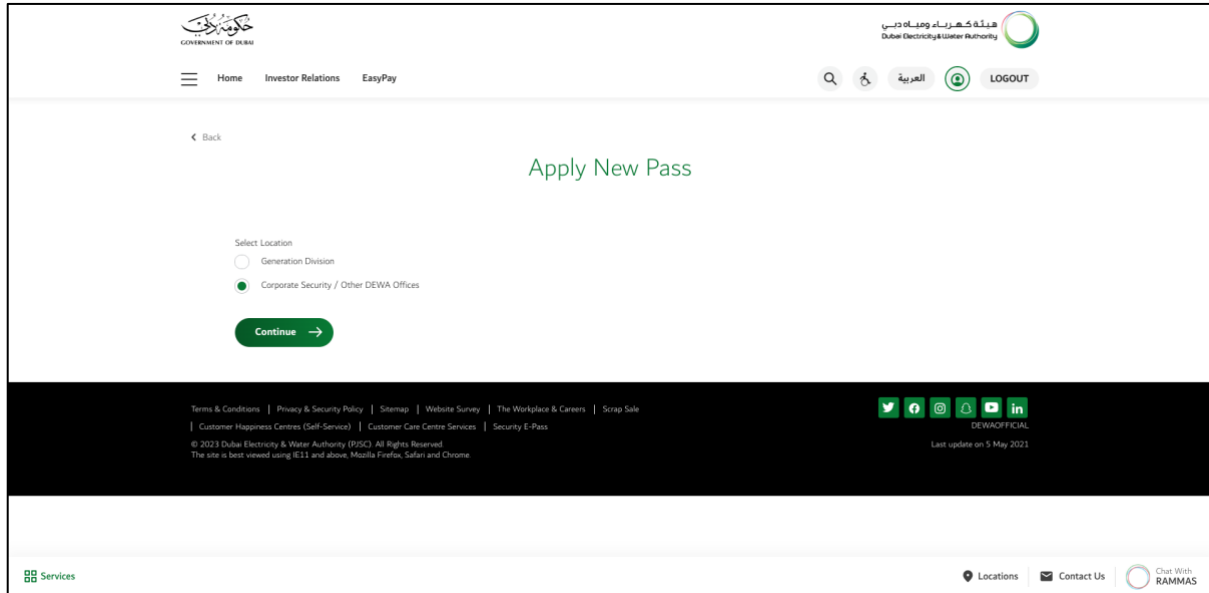 حكومة دبي
GOVERNMENT OF DUBAI
هيئة كهرباء ومياه دبي
Dubai Electricity & Water Authority
Home Investor Relations EasyPay
العربية LOGOUT
Back
Apply New Pass
Select Location
Generation Division
Corporate Security / Other DEWA Offices
Continue
Terms & Conditions | Privacy & Security Policy | Sitemap | Website Survey | The Workplace & Careers | Scrap Sale
| Customer Happiness Centres (Self-Service) | Customer Care Centre Services | Security E-Pass
© 2023 Dubai Electricity & Water Authority (PJSC). All Rights Reserved.
The site is best viewed using IE11 and above, Mozilla Firefox, Safari and Chrome.
DEWAOFFICIAL
Last update on 5 May 2021
Services
Locations
Contact Us
Chat With
RAMMAS